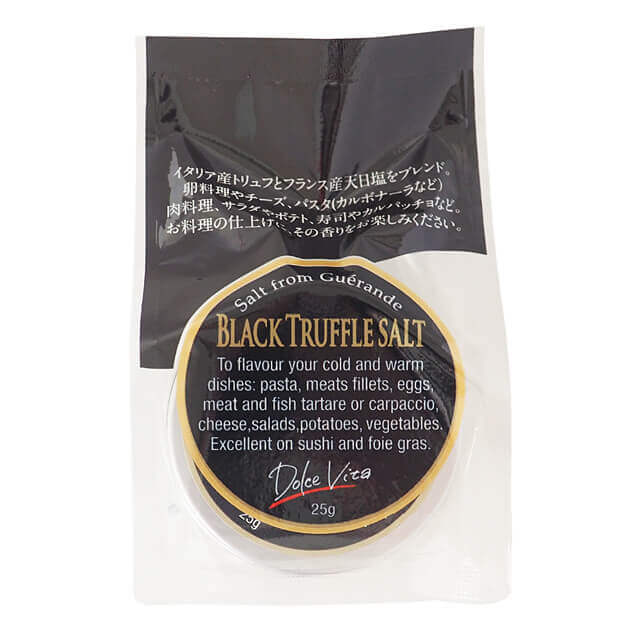 イタリア産トリュフとフランス産天日塩をブレンド。
卵料理やチーズ、パスタ(カルボナーラなど)
肉料理、サラダやポテト、寿司やカルパッチョなど。
お料理の仕上げに、その香りをお楽しみください。
Salt from Guérande
BLACK TRUFFLE SALT
To flavour your cold and warm
dishes: pasta, meats fillets, eggs,
meat and fish tartare or carpaccio,
cheese,salads,potatoes, vegetables.
Excellent on sushi and foie gras.
Dolce Vita
25g
25g